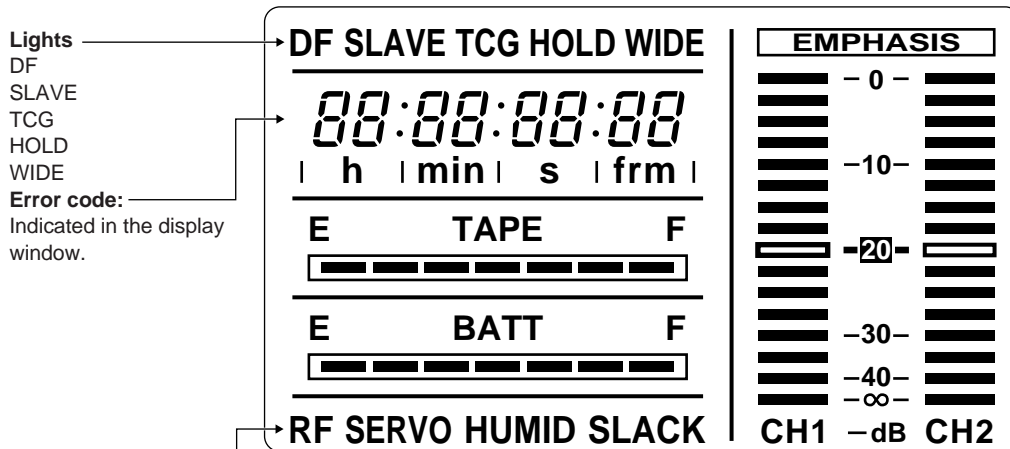 Lights
DF
SLAVE
TCG
HOLD
WIDE
Error code:
Indicated in the display
window.
DF SLAVE TCG HOLD WIDE
88:88:88:88
h min s frm
E TAPE F
E BATT F
RF SERVO HUMID SLACK
EMPHASIS
– 0 –
–10–
–20–
–30–
–40–
–∞–
CH1 –dB CH2